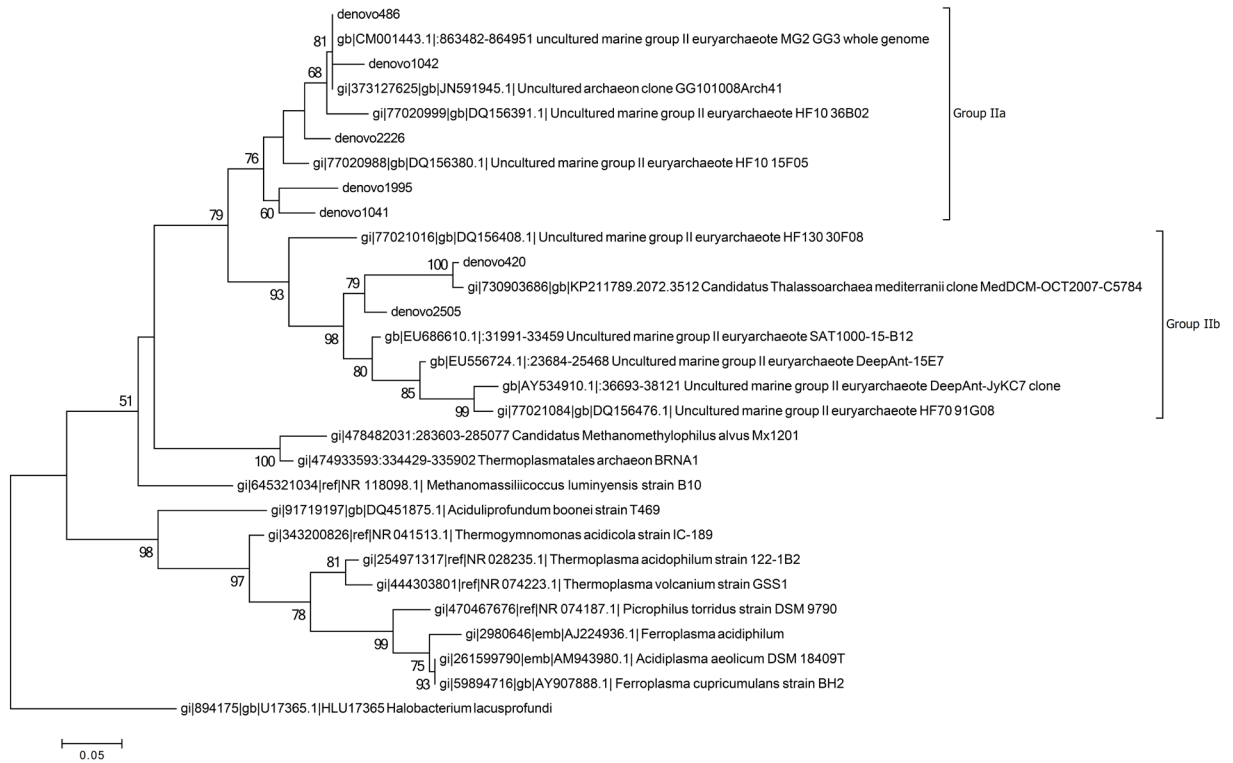 denovo486
81
gb|CM001443.1|:863482-864951 uncultured marine group II euryarchaeote MG2 GG3 whole genome
denovo1042
68
gi|373127625|gb|JN591945.1| Uncultured archaeon clone GG101008Arch41
gi|77020999|gb|DQ156391.1| Uncultured marine group II euryarchaeote HF10 36B02
Group IIa
denovo2226
76
gi|77020988|gb|DQ156380.1| Uncultured marine group II euryarchaeote HF10 15F05
denovo1995
60
denovo1041
79
gi|77021016|gb|DQ156408.1| Uncultured marine group II euryarchaeote HF130 30F08
100
denovo420
93
79
gi|730903686|gb|KP211789.2072.3512 Candidatus Thalassoarchaea mediterranii clone MedDCM-OCT2007-C5784
denovo2505
Group IIb
98
gb|EU686610.1|:31991-33459 Uncultured marine group II euryarchaeote SAT1000-15-B12
80
gb|EU556724.1|:23684-25468 Uncultured marine group II euryarchaeote DeepAnt-15E7
85
gb|AY534910.1|:36693-38121 Uncultured marine group II euryarchaeote DeepAnt-JyKC7 clone
51
99
gi|77021084|gb|DQ156476.1| Uncultured marine group II euryarchaeote HF70 91G08
gi|478482031:283603-285077 Candidatus Methanomethylophilus alvus Mx1201
100
gi|474933593:334429-335902 Thermoplasmatales archaeon BRNA1
gi|645321034|ref|NR 118098.1| Methanomassiliicoccus luminyensis strain B10
gi|91719197|gb|DQ451875.1| Aciduliprofundum boonei strain T469
98
gi|343200826|ref|NR 041513.1| Thermogymnomonas acidicola strain IC-189
97
81
gi|254971317|ref|NR 028235.1| Thermoplasma acidophilum strain 122-1B2
gi|444303801|ref|NR 074223.1| Thermoplasma volcanium strain GSS1
78
gi|470467676|ref|NR 074187.1| Picrophilus torridus strain DSM 9790
99
gi|2980646|emb|AJ224936.1| Ferroplasma acidiphilum
75
gi|261599790|emb|AM943980.1| Acidiplasma aeolicum DSM 18409T
93
gi|59894716|gb|AY907888.1| Ferroplasma cupricumulans strain BH2
gi|894175|gb|U17365.1|HLU17365 Halobacterium lacusprofundi
0.05